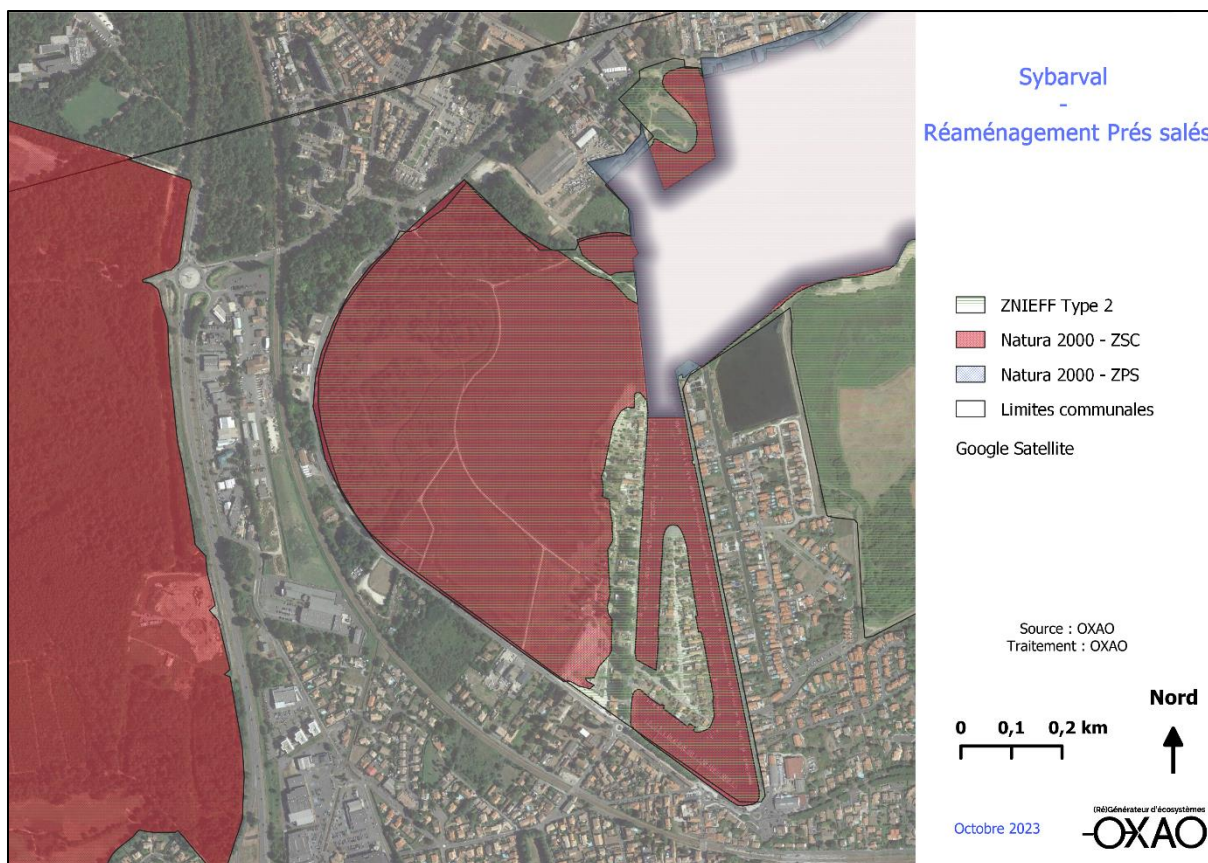 Sybarval
-
Réaménagement Prés salés
ZNIEFF Type 2
Natura 2000 - ZSC
Natura 2000 - ZPS
Limites communales
Google Satellite
Source : OXAO
Traitement : OXAO
Nord
0 0,1 0,2 km
Octobre 2023
(Ré)Générateur d'écosystèmes
OXAO